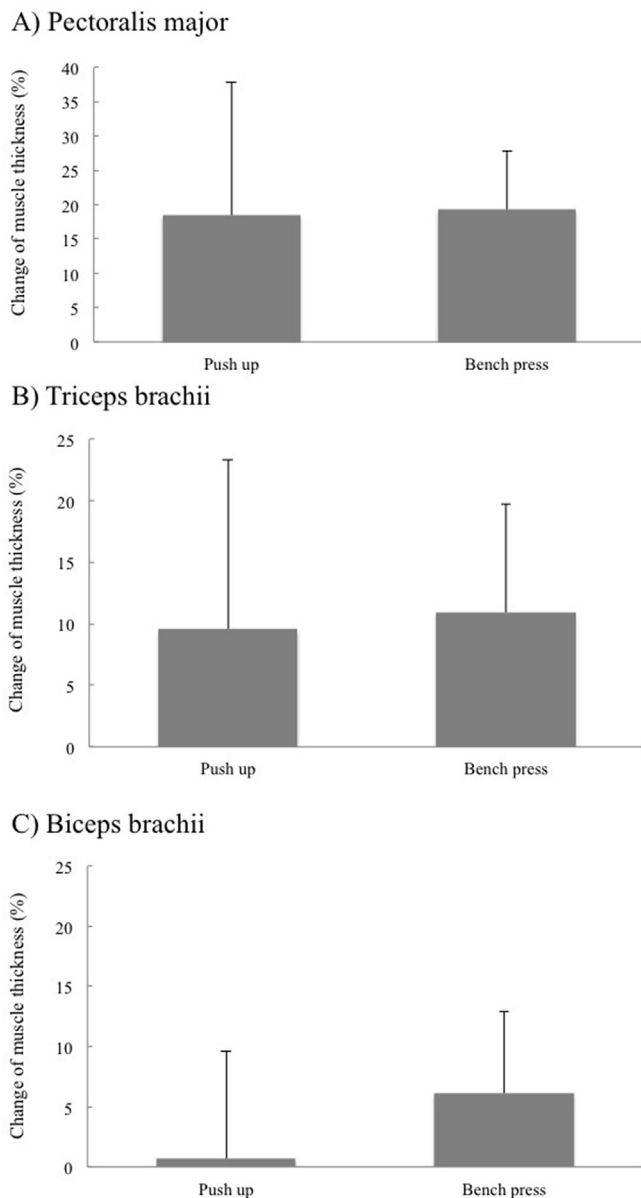 A) Pectoralis major
Change of muscle thickness (%)
40
35
30
25
20
15
10
5
0
Push up Bench press
B) Triceps brachii
Change of muscle thickness (%)
25
20
15
10
5
0
Push up Bench press
C) Biceps brachii
Change of muscle thickness (%)
25
20
15
10
5
0
Push up Bench press